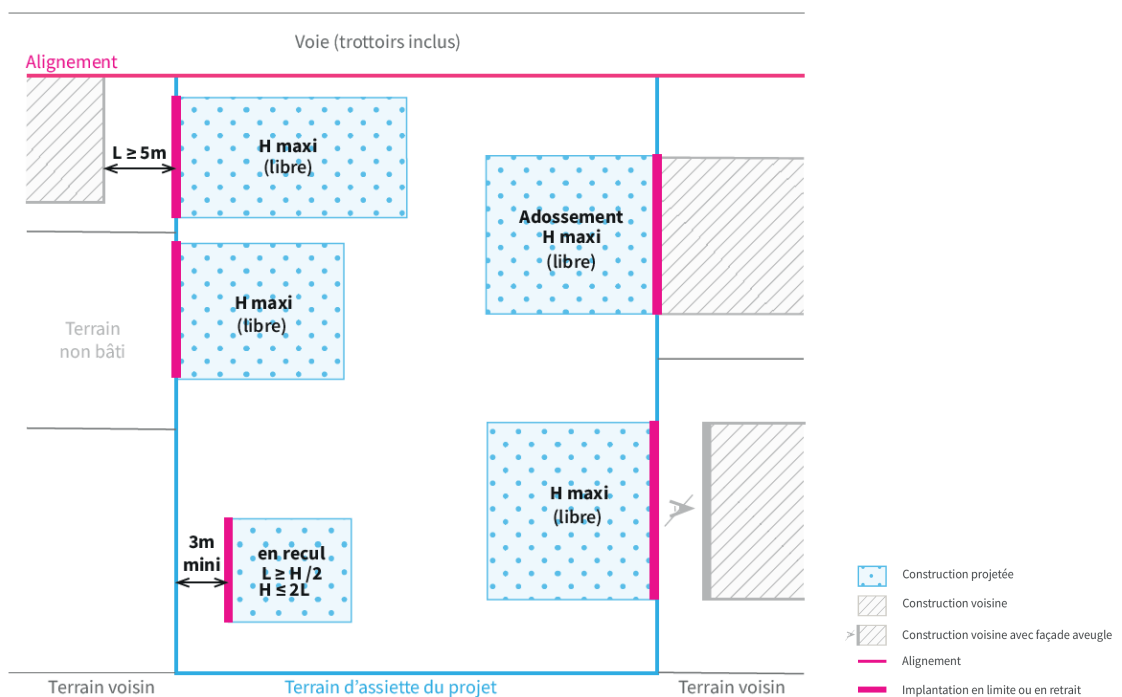 Voie (trottoirs inclus)
Alignement
L ≥ 5m
H maxi
(libre)
Adossement
H maxi
(libre)
H maxi
(libre)
Terrain
non bâti
H maxi
(libre)
3m
mini
en recul
L ≥ H /2
H ≤ 2L
Construction projetée
Construction voisine
Construction voisine avec façade aveugle
Alignement
Implantation en limite ou en retrait
Terrain voisin
Terrain d’assiette du projet
Terrain voisin